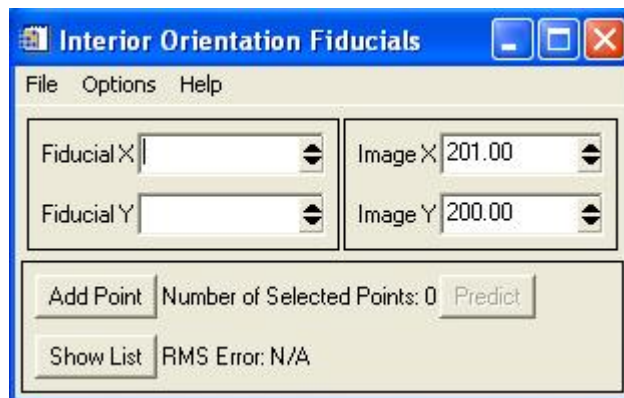 Interior Orientation Fiducials
File Options Help
Fiducial X Image X 201.00
Fiducial Y Image Y 200.00
Add Point Number of Selected Points: 0 Predict
Show List RMS Error: N/A